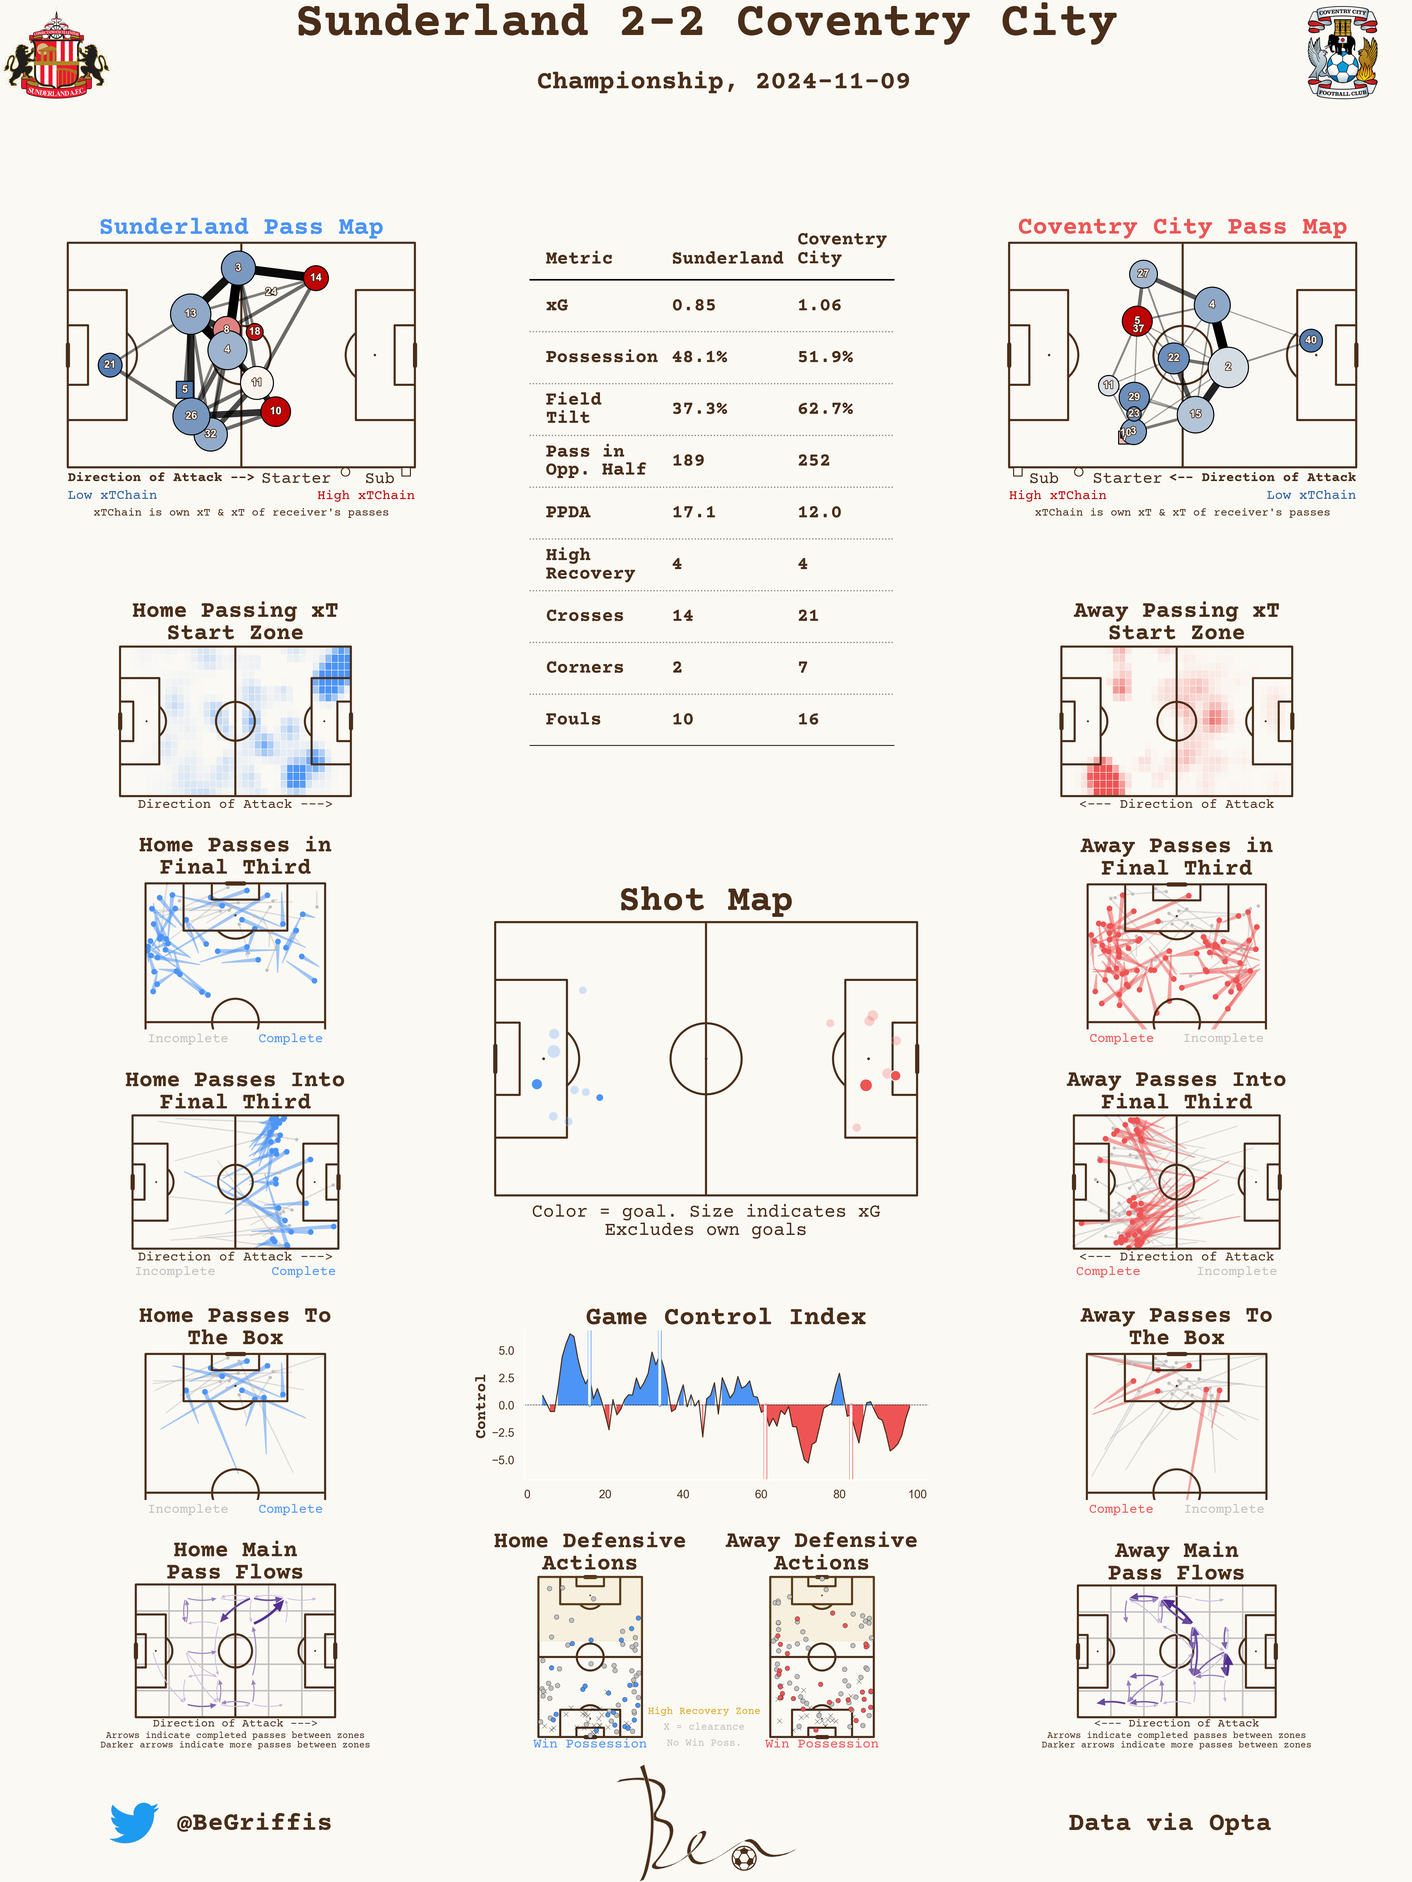 Sunderland 2-2 Coventry City
Championship, 2024-11-09
SUNDERLAND A.F.C.
COVENTRY CITY
FOOTBALL CLUB
Sunderland Pass Map
3
14
24
13
8
18
4
21
11
5
26
10
32
Direction of Attack --> Starter Sub
Low xTChain High xTChain
xTChain is own xT & xT of receiver's passes
Metric Sunderland Coventry City
xG 0.85 1.06
Possession 48.1% 51.9%
Field Tilt 37.3% 62.7%
Pass in Opp. Half 189 252
PPDA 17.1 12.0
High Recovery 4 4
Crosses 14 21
Corners 2 7
Fouls 10 16
Coventry City Pass Map
27
4
5
37
40
22
2
11
29
23
15
Sub Starter <-- Direction of Attack
High xTChain Low xTChain
xTChain is own xT & xT of receiver's passes
Home Passing xT
Start Zone
Direction of Attack --->
Away Passing xT
Start Zone
<--- Direction of Attack
Home Passes in
Final Third
Incomplete Complete
Away Passes in
Final Third
Complete Incomplete
Shot Map
Color = goal. Size indicates xG
Excludes own goals
Home Passes Into
Final Third
Direction of Attack --->
Incomplete Complete
Away Passes Into
Final Third
<--- Direction of Attack
Complete Incomplete
Home Passes To
The Box
Incomplete Complete
Game Control Index
Control
5.0
2.5
0.0
−2.5
−5.0
0 20 40 60 80 100
Away Passes To
The Box
Complete Incomplete
Home Main
Pass Flows
Direction of Attack --->
Arrows indicate completed passes between zones
Darker arrows indicate more passes between zones
Home Defensive
Actions
Win Possession
High Recovery Zone
X = clearance
No Win Poss.
Away Defensive
Actions
Win Possession
Away Main
Pass Flows
<--- Direction of Attack
Arrows indicate completed passes between zones
Darker arrows indicate more passes between zones
@BeGriffis
Ben
Data via Opta